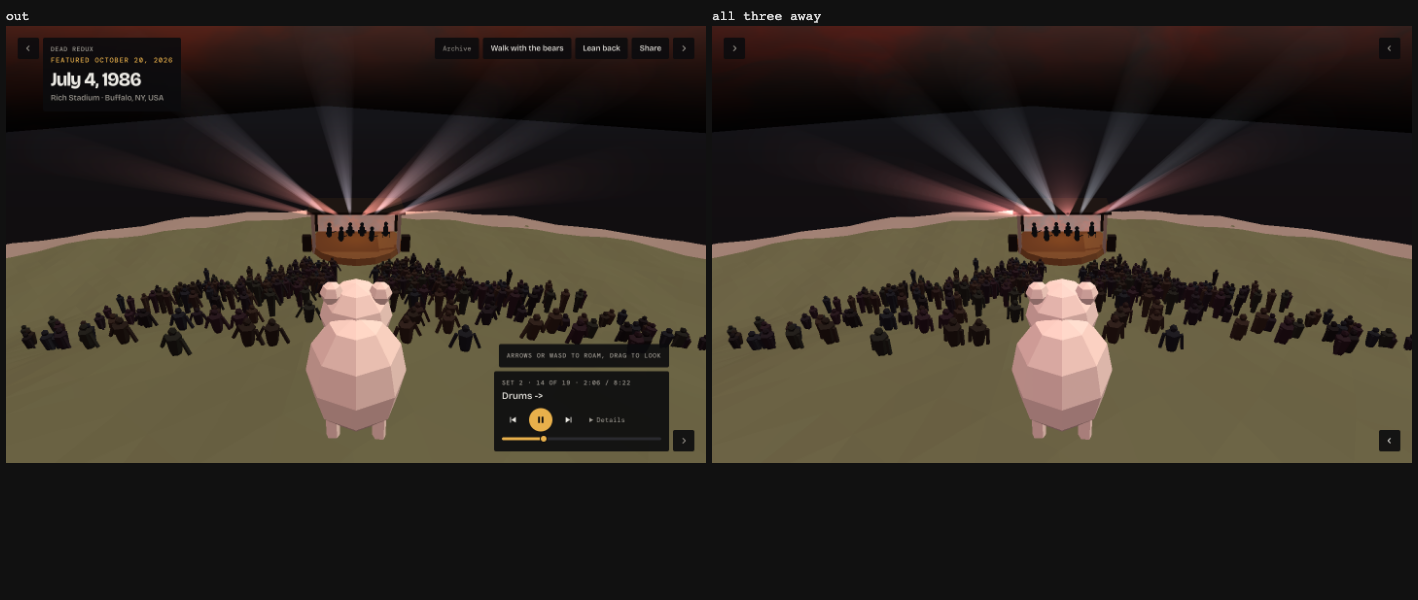 out
DEAD REDUX
FEATURED OCTOBER 20, 2026
July 4, 1986
Rich Stadium · Buffalo, NY, USA
Archive
Walk with the bears
Lean back
Share
ARROWS OR WASD TO ROAM, DRAG TO LOOK
SET 2 · 14 OF 19 · 2:06 / 8:22
Drums ->
Details
all three away